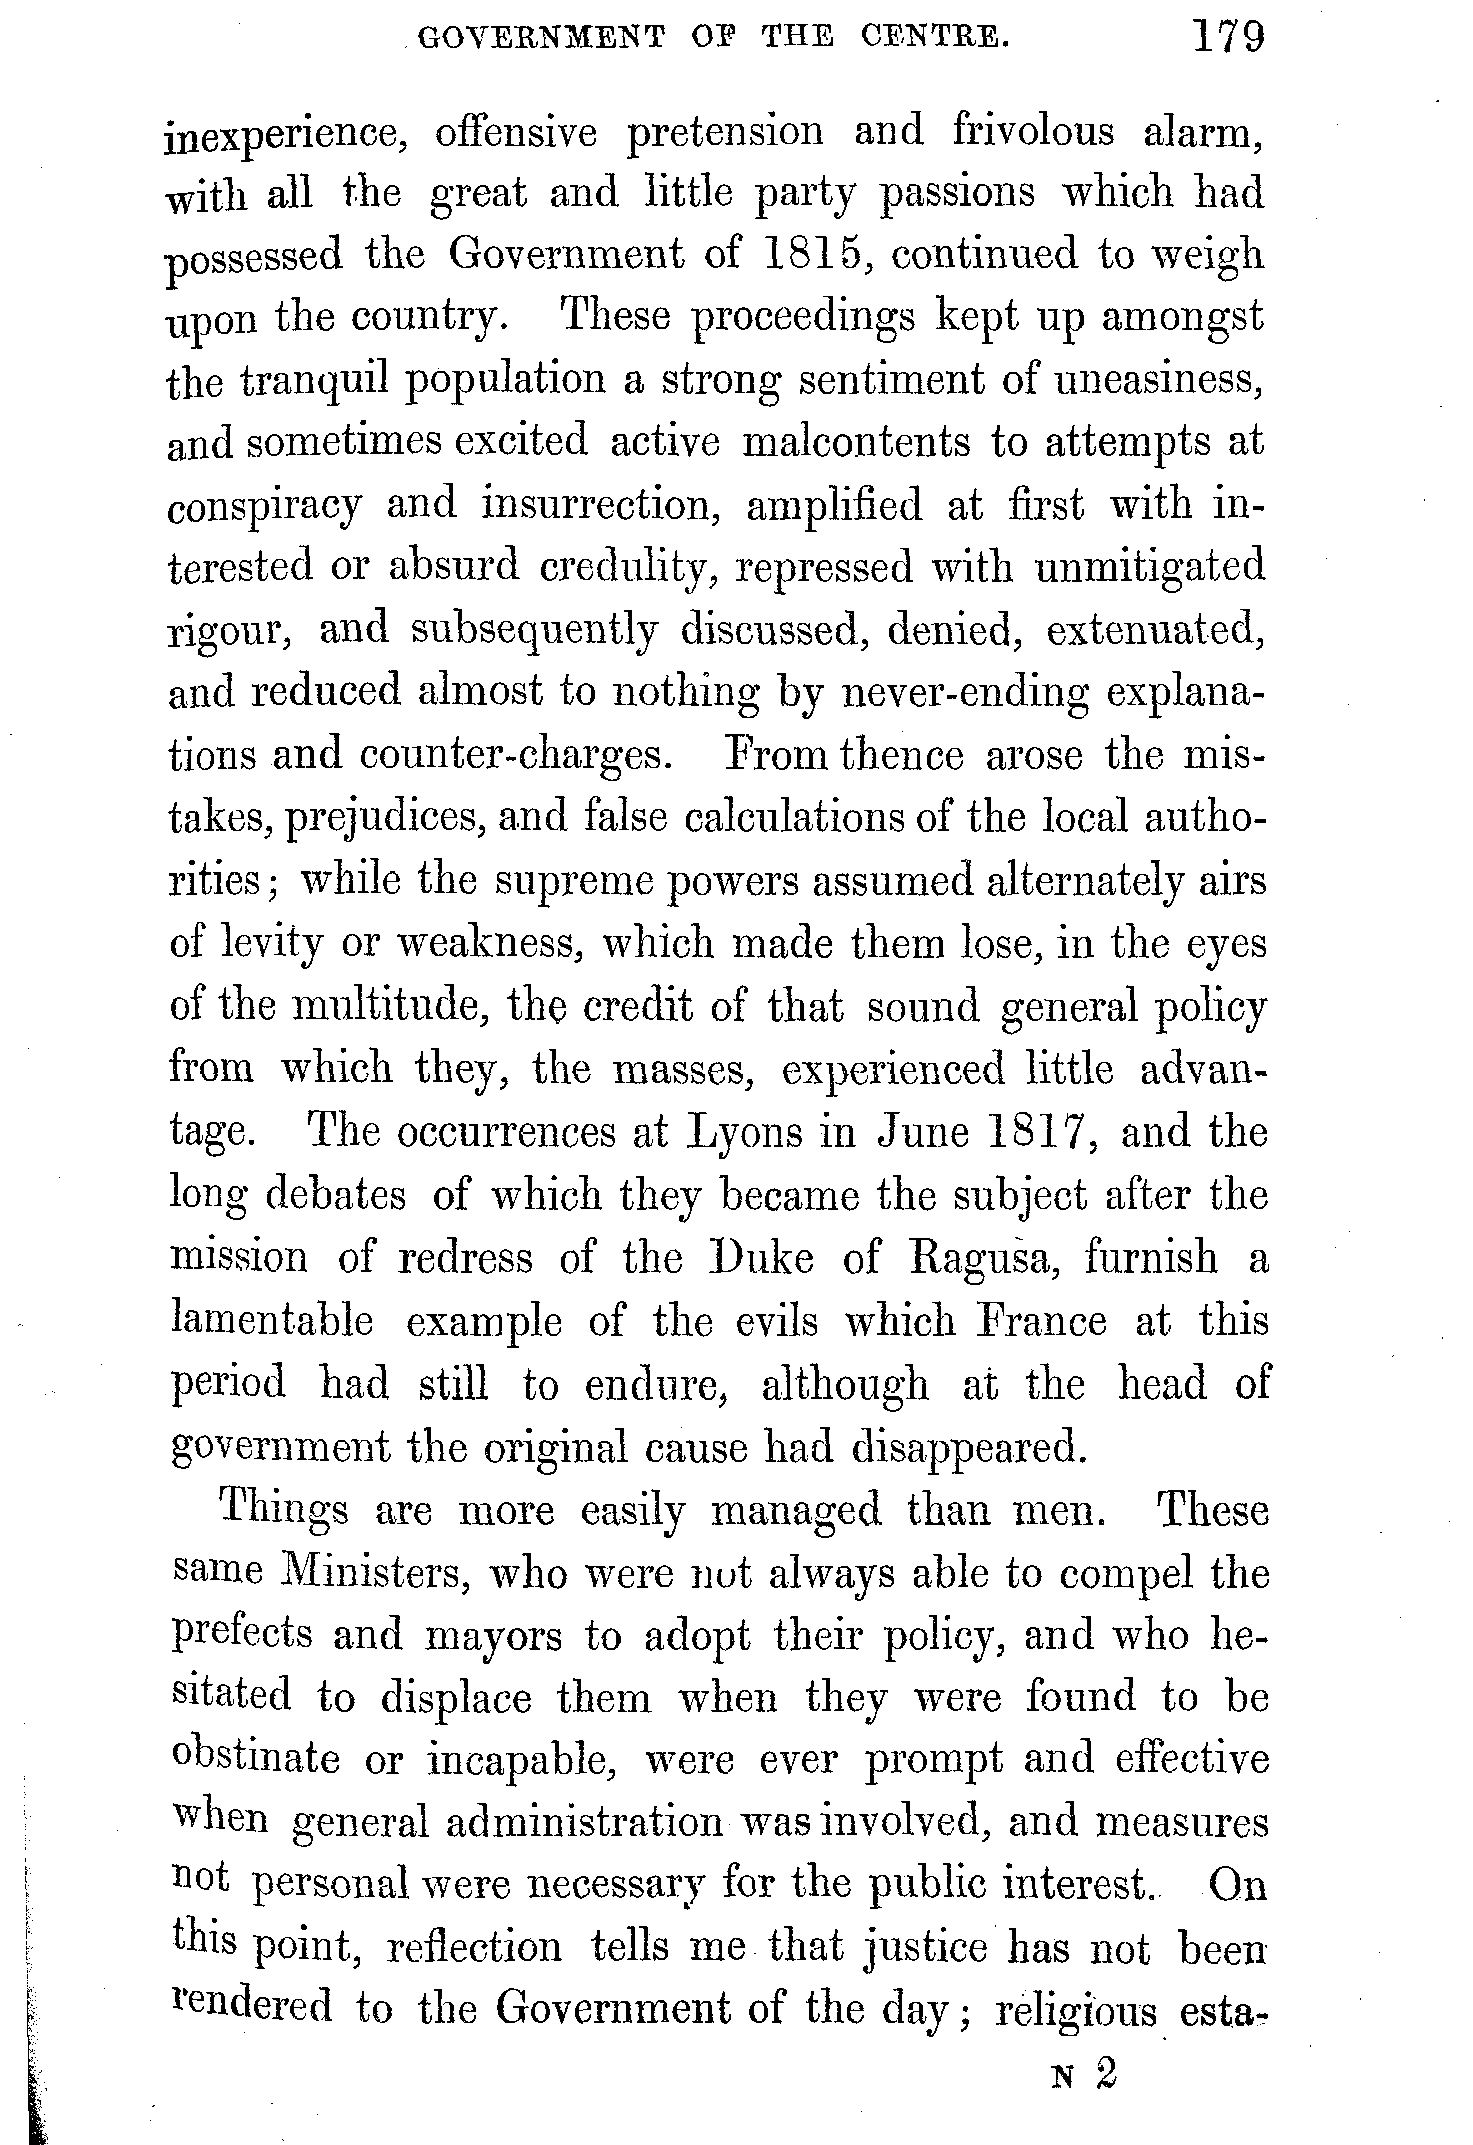 GOVERNMENT OF THE CENTRE. 179
inexperience, offensive pretension and frivolous alarm,
with all the great and little party passions which had
possessed the Government of 1815, continued to weigh
upon the country. These proceedings kept up amongst
the tranquil population a strong sentiment of uneasiness,
and sometimes excited active malcontents to attempts at
conspiracy and insurrection, amplified at first with in-
terested or absurd credulity, repressed with unmitigated
rigour, and subsequently discussed, denied, extenuated,
and reduced almost to nothing by never-ending explana-
tions and counter-charges. From thence arose the mis-
takes, prejudices, and false calculations of the local autho-
rities; while the supreme powers assumed alternately airs
of levity or weakness, which made them lose, in the eyes
of the multitude, the credit of that sound general policy
from which they, the masses, experienced little advan-
tage. The occurrences at Lyons in June 1817, and the
long debates of which they became the subject after the
mission of redress of the Duke of Ragusa, furnish a
lamentable example of the evils which France at this
period had still to endure, although at the head of
government the original cause had disappeared.
Things are more easily managed than men. These
same Ministers, who were not always able to compel the
prefects and mayors to adopt their policy, and who he-
sitated to displace them when they were found to be
obstinate or incapable, were ever prompt and effective
when general administration was involved, and measures
not personal were necessary for the public interest. On
this point, reflection tells me that justice has not been
rendered to the Government of the day; religious esta-
N 2